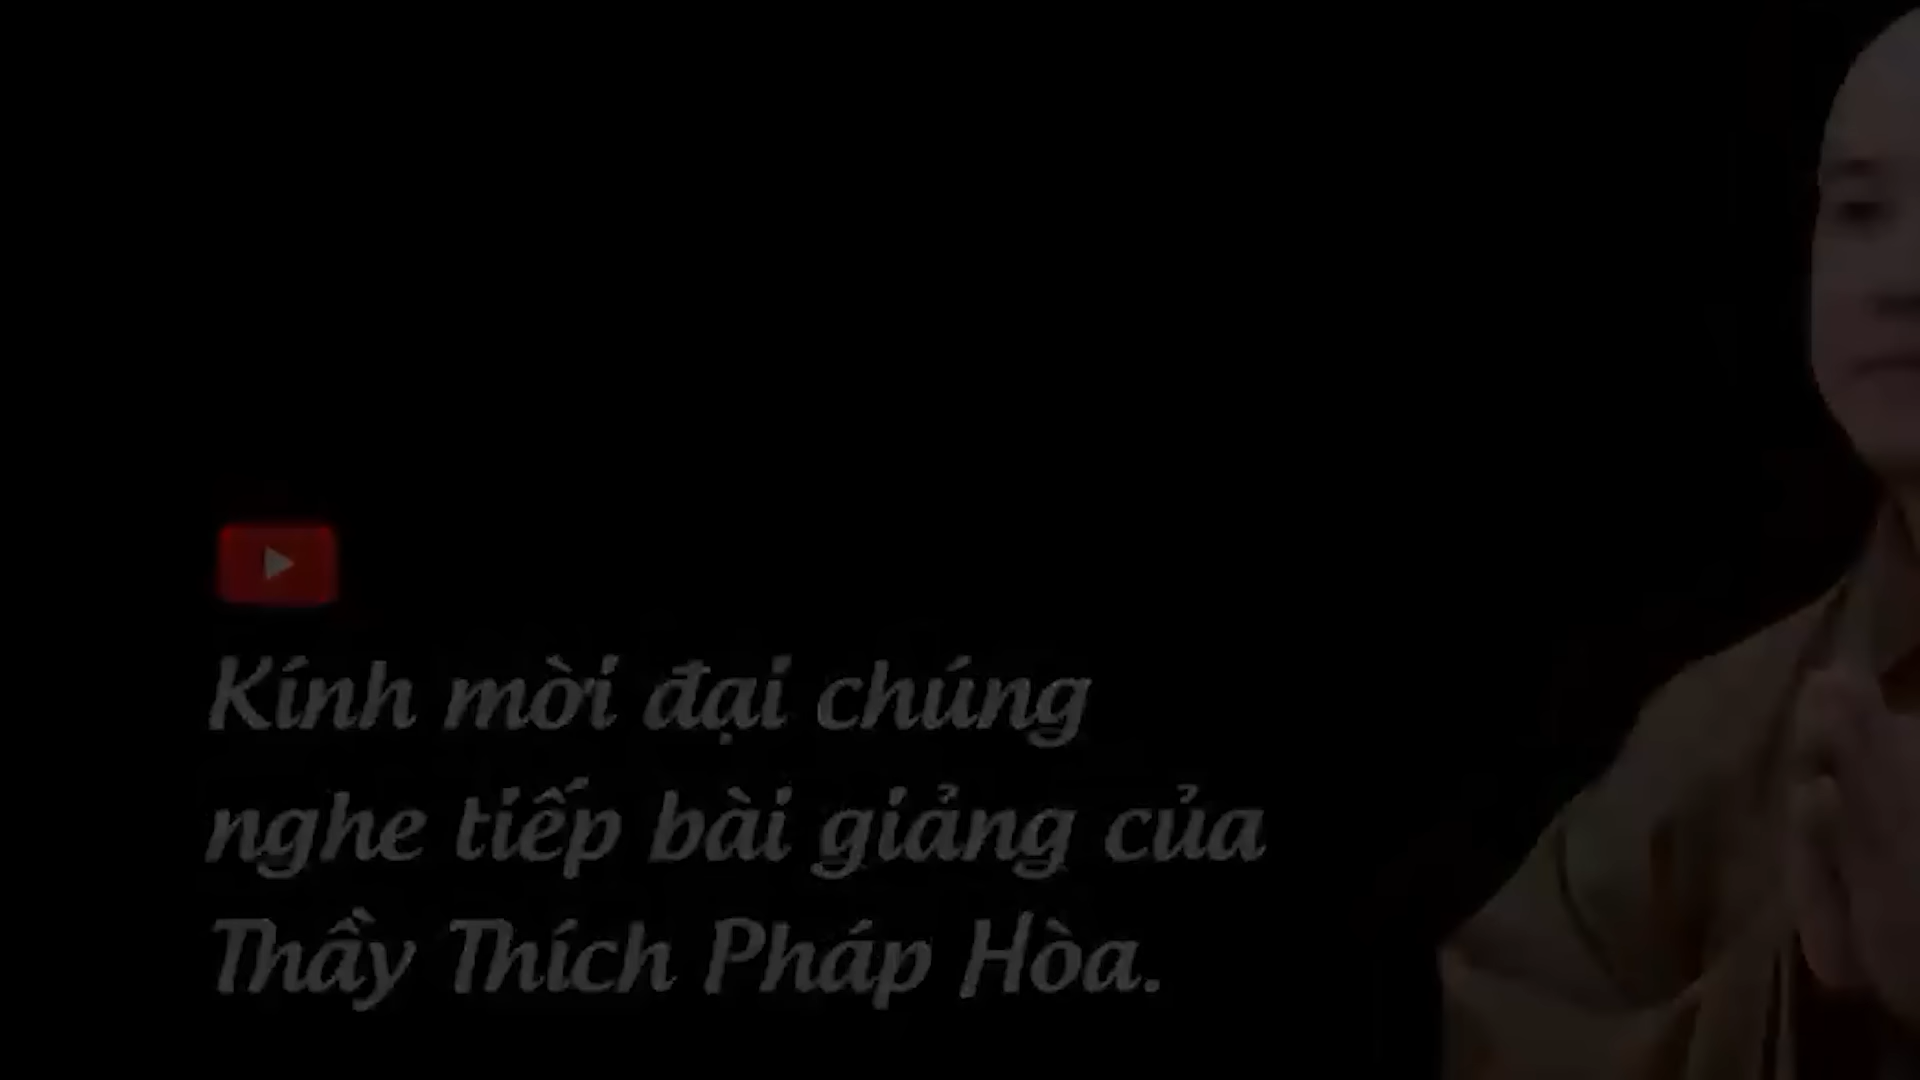 Kính mời đại chúng
nghe tiếp bài giảng của
Thầy Thích Pháp Hòa.